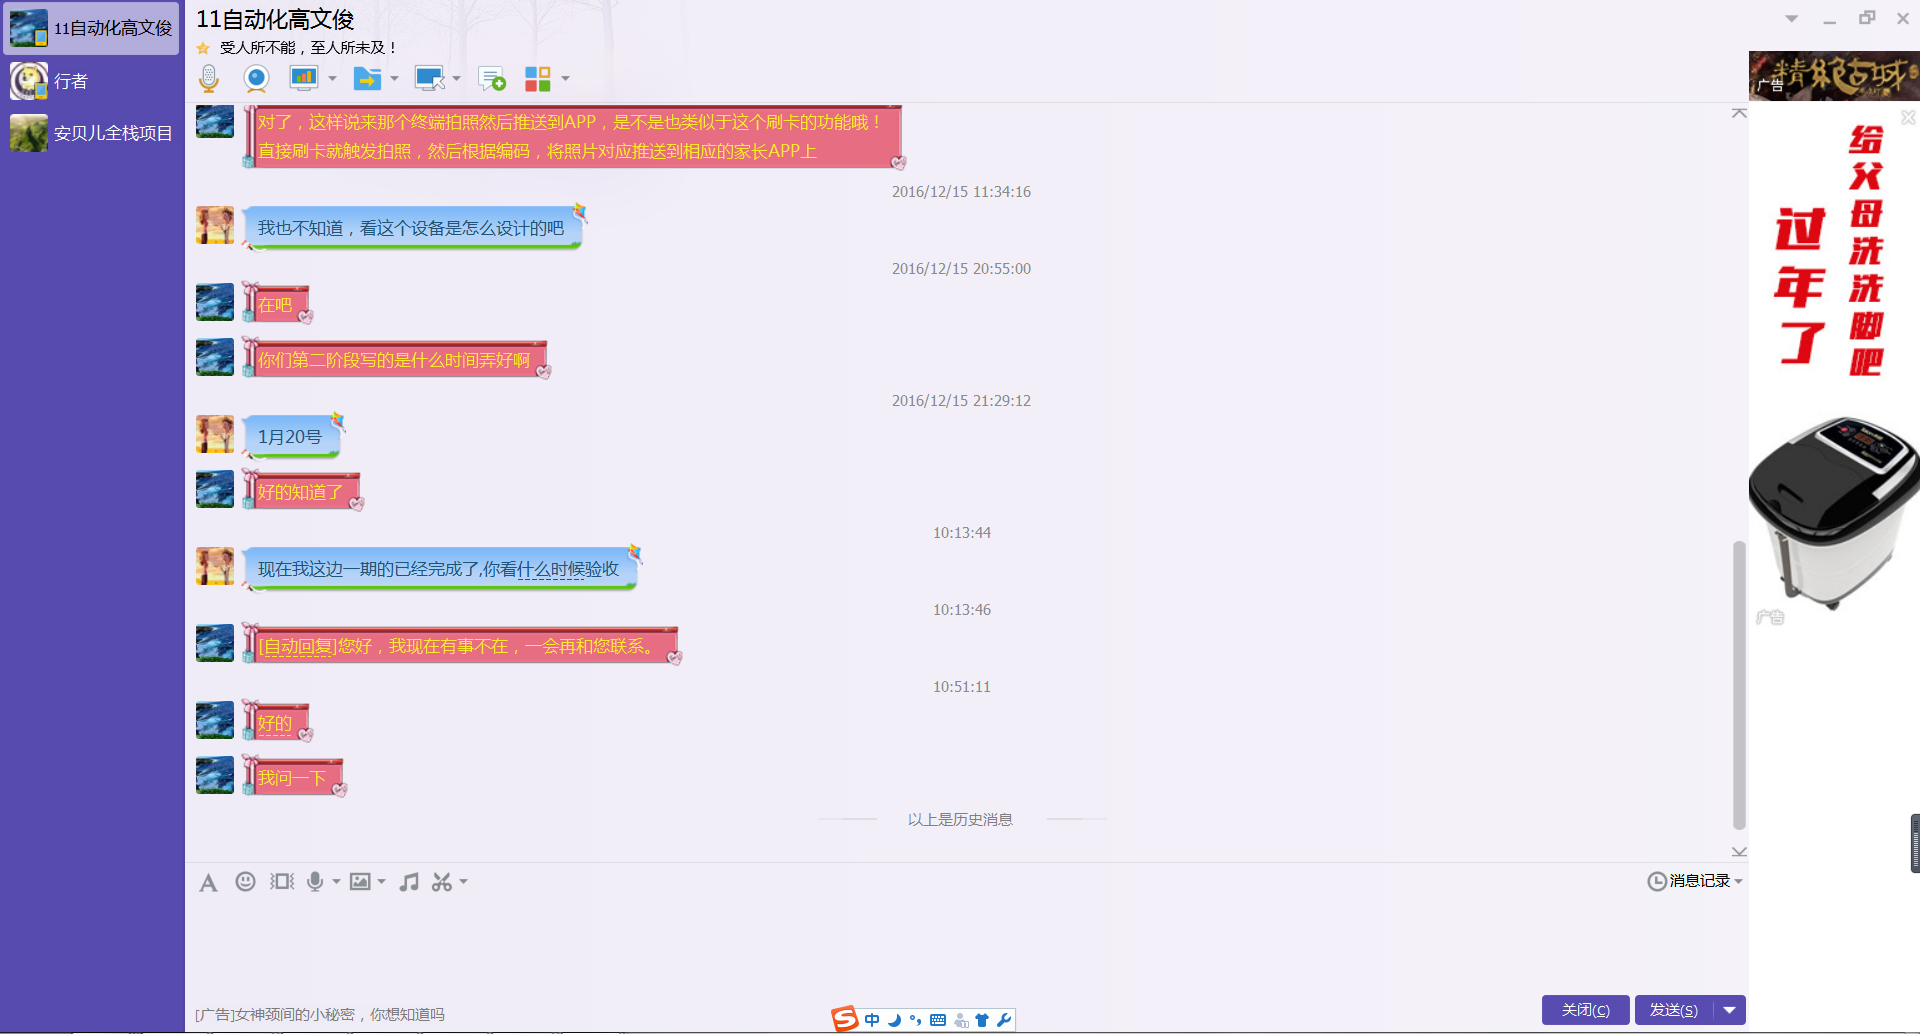 11自动化高文俊
行者
安贝儿全栈项目
11自动化高文俊
受人所不能，至人所未及！
对了，这样说来那个终端拍照然后推送到APP，是不是也类似于这个刷卡的功能哦！
直接刷卡就触发拍照，然后根据编码，将照片对应推送到相应的家长APP上
2016/12/15 11:34:16
我也不知道，看这个设备是怎么设计的吧
2016/12/15 20:55:00
在吧
你们第二阶段写的是什么时间弄好啊
2016/12/15 21:29:12
1月20号
好的知道了
10:13:44
现在我这边一期的已经完成了,你看什么时候验收
10:13:46
[自动回复]您好，我现在有事不在，一会再和您联系。
10:51:11
好的
我问一下
以上是历史消息
消息记录
[广告]女神颈间的小秘密，你想知道吗
中
关闭(C)
发送(S)
精绝古城
广告
给父母洗洗脚吧
过年了
广告